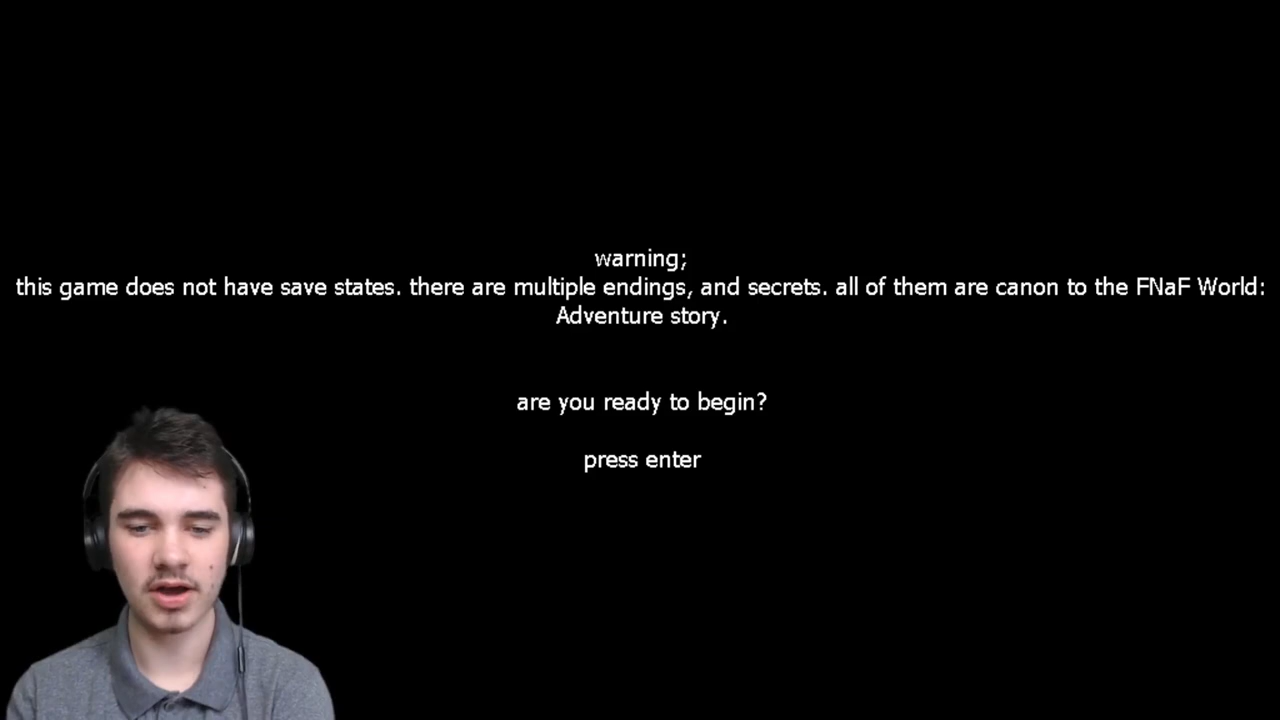 warning;
this game does not have save states. there are multiple endings, and secrets. all of them are canon to the FNaF World:
Adventure story.
are you ready to begin?
press enter